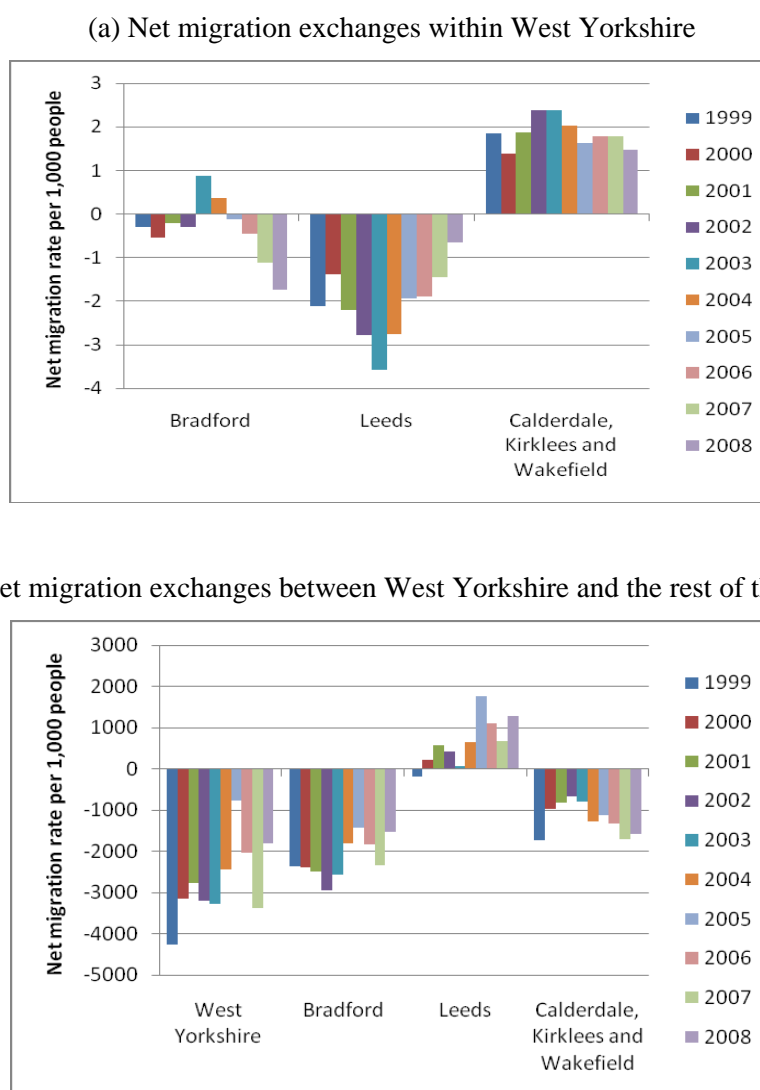 (a) Net migration exchanges within West Yorkshire
Net migration rate per 1,000 people
3
2
1
0
-1
-2
-3
-4
Bradford
Leeds
Calderdale,
Kirklees and
Wakefield
1999
2000
2001
2002
2003
2004
2005
2006
2007
2008
migration exchanges between West Yorkshire and the rest of
Net migration rate per 1,000 people
3000
2000
1000
0
-1000
-2000
-3000
-4000
-5000
West
Yorkshire
Bradford
Leeds
Calderdale,
Kirklees and
Wakefield
1999
2000
2001
2002
2003
2004
2005
2006
2007
2008